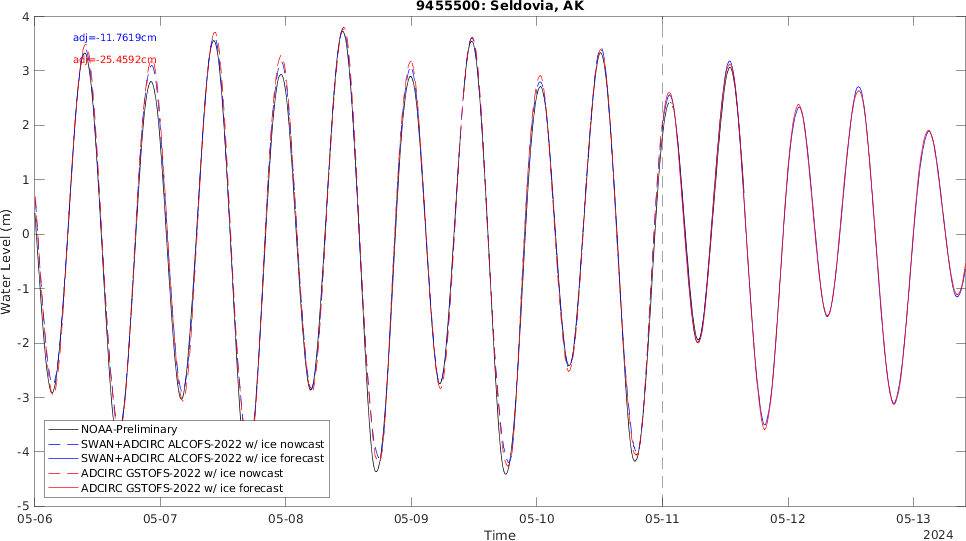 9455500: Seldovia, AK
adj=-11.7619cm
adj=-25.4592cm
4
3
2
1
0
-1
-2
-3
-4
-5
Water Level (m)
NOAA-Preliminary
SWAN+ADCIRC ALCOFS-2022 w/ ice nowcast
SWAN+ADCIRC ALCOFS-2022 w/ ice forecast
ADCIRC GSTOFS-2022 w/ ice nowcast
ADCIRC GSTOFS-2022 w/ ice forecast
05-06 05-07 05-08 05-09 05-10 05-11 05-12 05-13
Time
2024